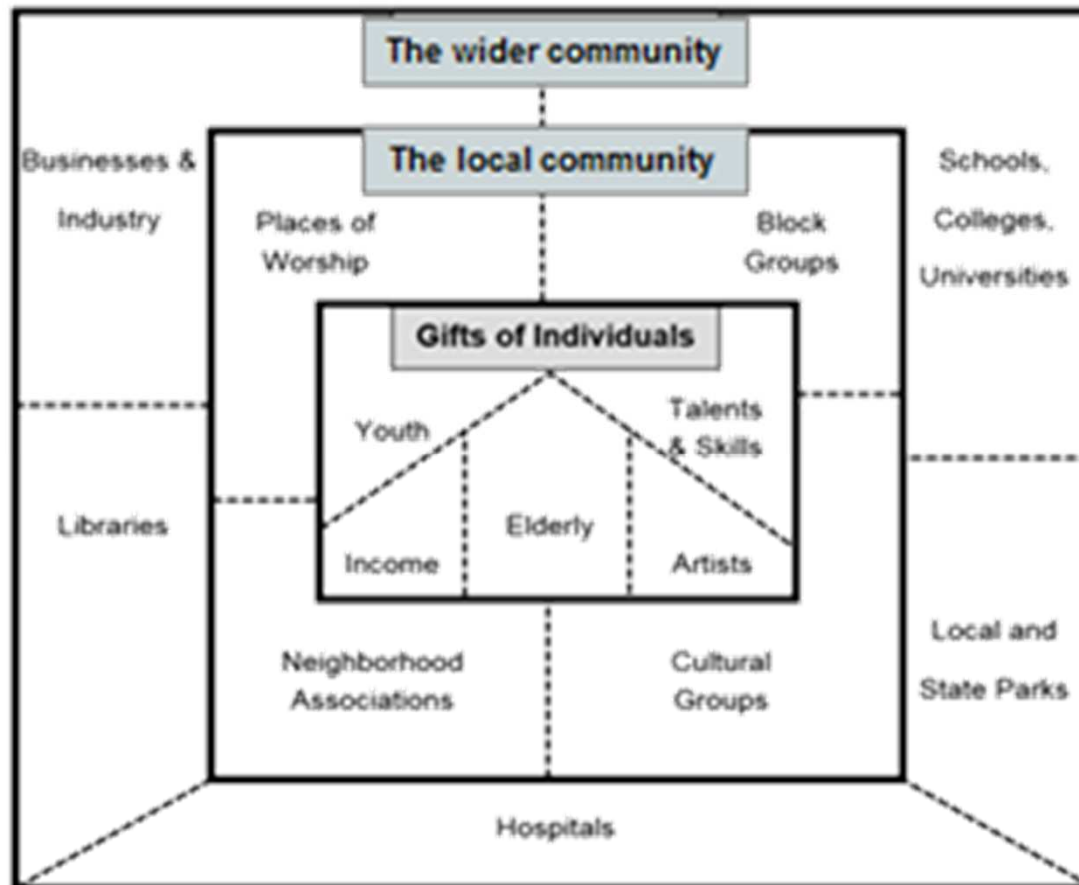 The wider community
Businesses &
Industry
The local community
Schools,
Colleges,
Universities
Places of
Worship
Block
Groups
Gifts of Individuals
Youth
Talents
& Skills
Libraries
Income
Elderly
Artists
Neighborhood
Associations
Cultural
Groups
Local and
State Parks
Hospitals